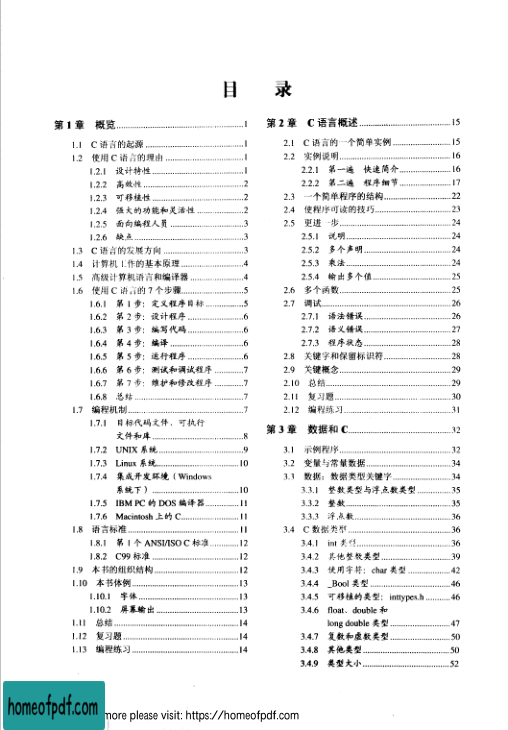 目 录
第1章 概览 1
1.1 C语言的起源 1
1.2 使用C语言的理由 1
1.2.1 设计特性 1
1.2.2 高效性 2
1.2.3 可移植性 2
1.2.4 强大的功能和灵活性 2
1.2.5 面向编程人员 3
1.2.6 缺点 3
1.3 C语言的发展方向 3
1.4 计算机工作的基本原理 4
1.5 高级计算机语言和编译器 4
1.6 使用C语言的7个步骤 5
1.6.1 第1步：定义程序目标 5
1.6.2 第2步：设计程序 6
1.6.3 第3步：编写代码 6
1.6.4 第4步：编译 6
1.6.5 第5步：运行程序 6
1.6.6 第6步：测试和调试程序 7
1.6.7 第7步：维护和修改程序 7
1.6.8 总结 7
1.7 编程机制 7
1.7.1 目标代码文件、可执行
文件和库 8
1.7.2 UNIX系统 9
1.7.3 Linux系统 10
1.7.4 集成开发环境（Windows
系统下） 10
1.7.5 IBM PC的DOS编译器 11
1.7.6 Macintosh上的C 11
1.8 语言标准 11
1.8.1 第1个ANSI/ISO C标准 12
1.8.2 C99标准 12
1.9 本书的组织结构 12
1.10 本书体例 13
1.10.1 字体 13
1.10.2 屏幕输出 13
1.11 总结 14
1.12 复习题 14
1.13 编程练习 14
第2章 C语言概述 15
2.1 C语言的一个简单实例 15
2.2 实例说明 16
2.2.1 第一遍 快速简介 16
2.2.2 第二遍 程序细节 17
2.3 一个简单程序的结构 22
2.4 使程序可读的技巧 23
2.5 更进一步 24
2.5.1 说明 24
2.5.2 多个声明 24
2.5.3 乘法 24
2.5.4 输出多个值 25
2.6 多个函数 25
2.7 调试 26
2.7.1 语法错误 26
2.7.2 语义错误 27
2.7.3 程序状态 28
2.8 关键字和保留标识符 28
2.9 关键概念 29
2.10 总结 29
2.11 复习题 30
2.12 编程练习 31
第3章 数据和C 32
3.1 示例程序 32
3.2 变量与常量数据 34
3.3 数据：数据类型关键字 34
3.3.1 整数类型与浮点数类型 35
3.3.2 整数 35
3.3.3 浮点数 36
3.4 C数据类型 36
3.4.1 int类型 36
3.4.2 其他整数类型 39
3.4.3 使用字符：char类型 42
3.4.4 _Bool类型 46
3.4.5 可移植的类型：inttypes.h 46
3.4.6 float、double和
long double类型 47
3.4.7 复数和虚数类型 50
3.4.8 其他类型 50
3.4.9 类型大小 52
homeofpdf.com
more please visit: https://homeofpdf.com